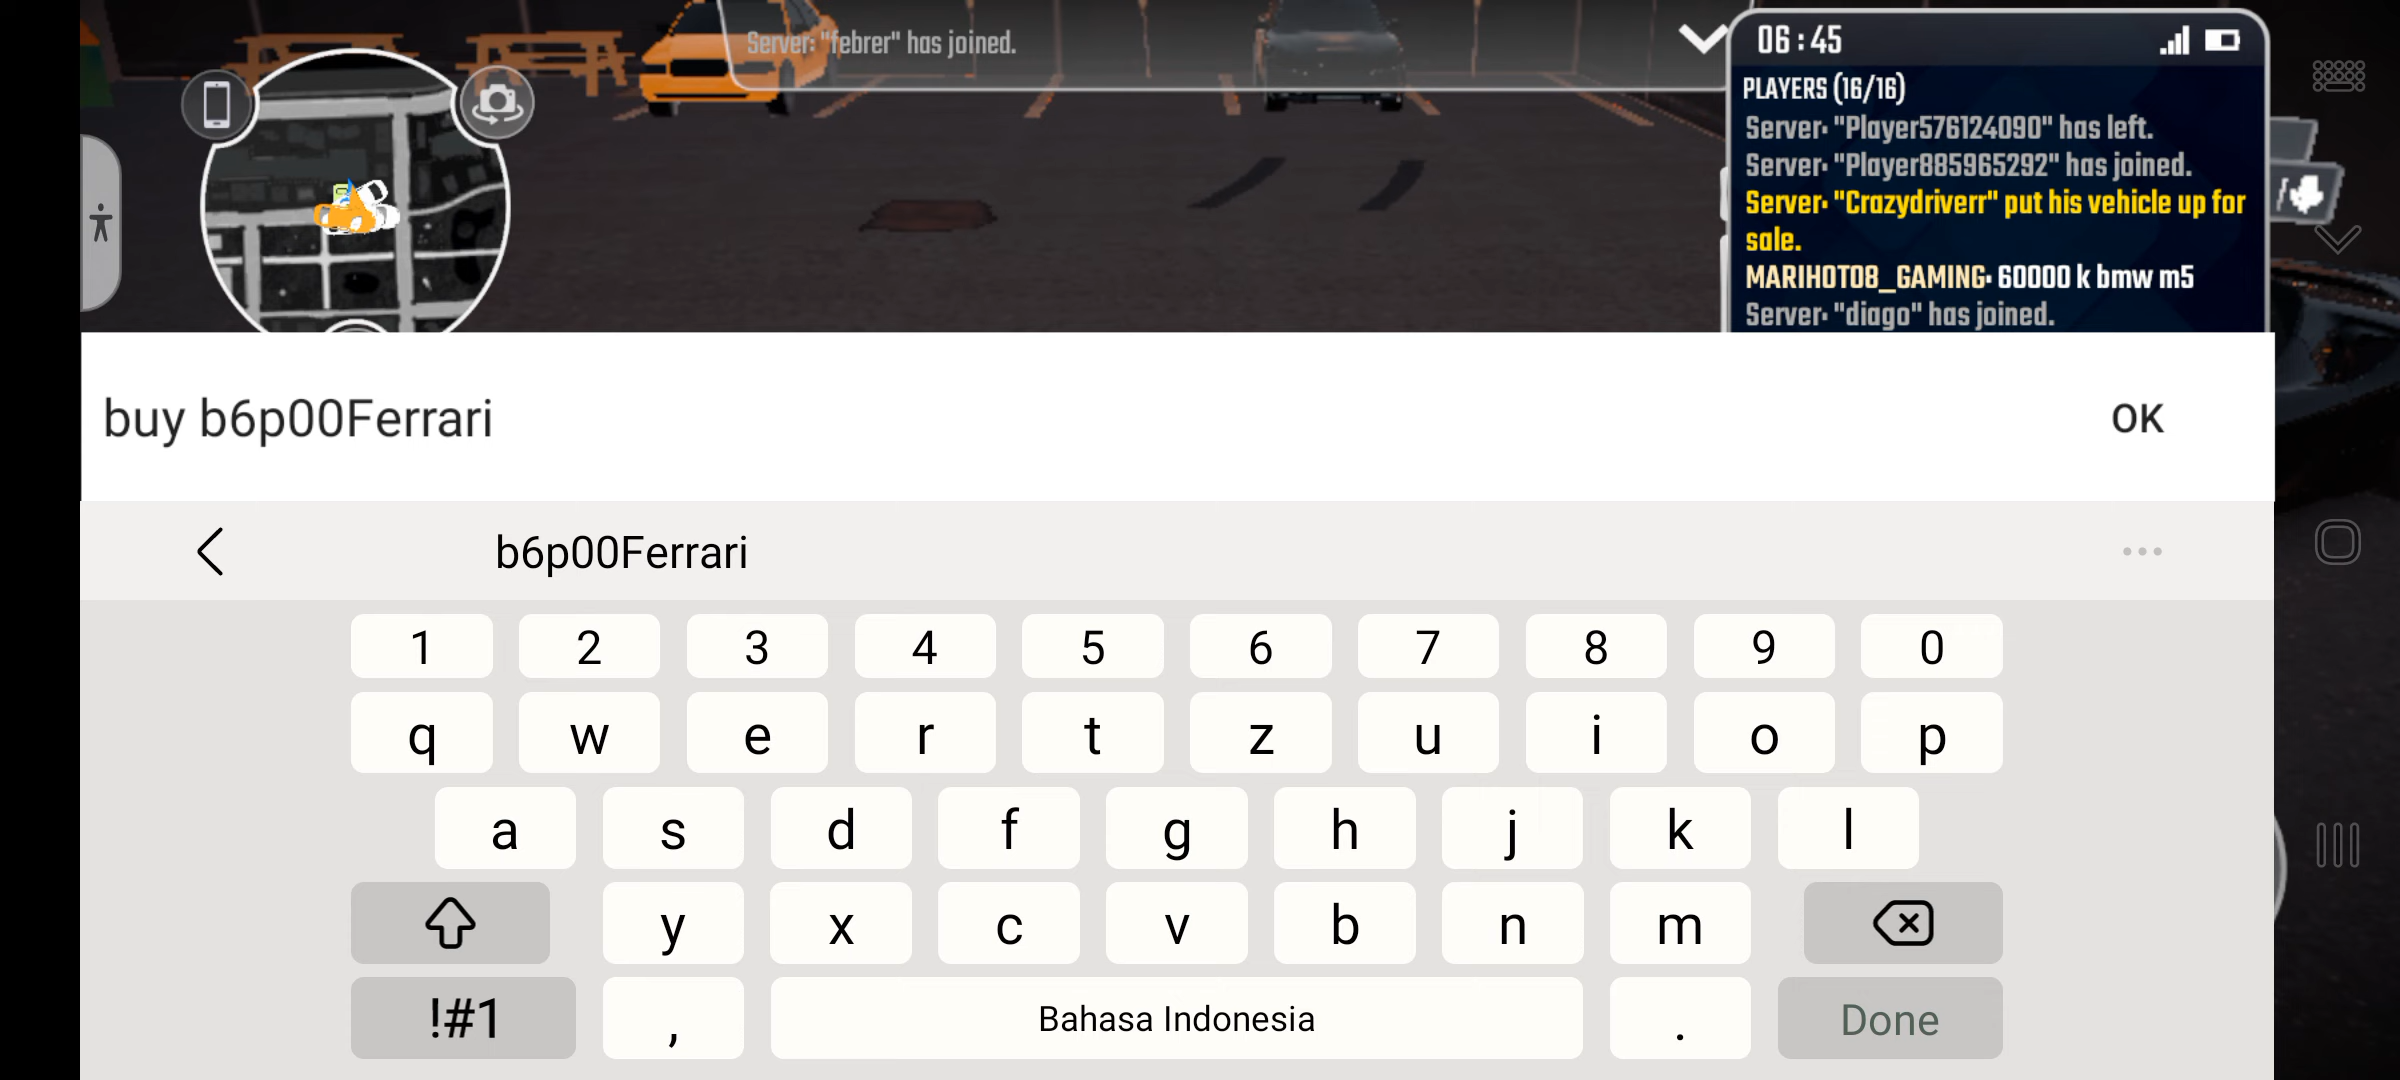 Server: "febrer" has joined.
06:45
PLAYERS (16/16)
Server: "Player576124090" has left.
Server: "Player885965292" has joined.
Server: "Crazydriverr" put his vehicle up for
sale.
MARIHOT08_GAMING: 60000 k bmw m5
Server: "diago" has joined.
buy b6p00Ferrari
OK
b6p00Ferrari
1 2 3 4 5 6 7 8 9 0
q w e r t z u i o p
a s d f g h j k l
y x c v b n m
!#1 , Bahasa Indonesia . Done